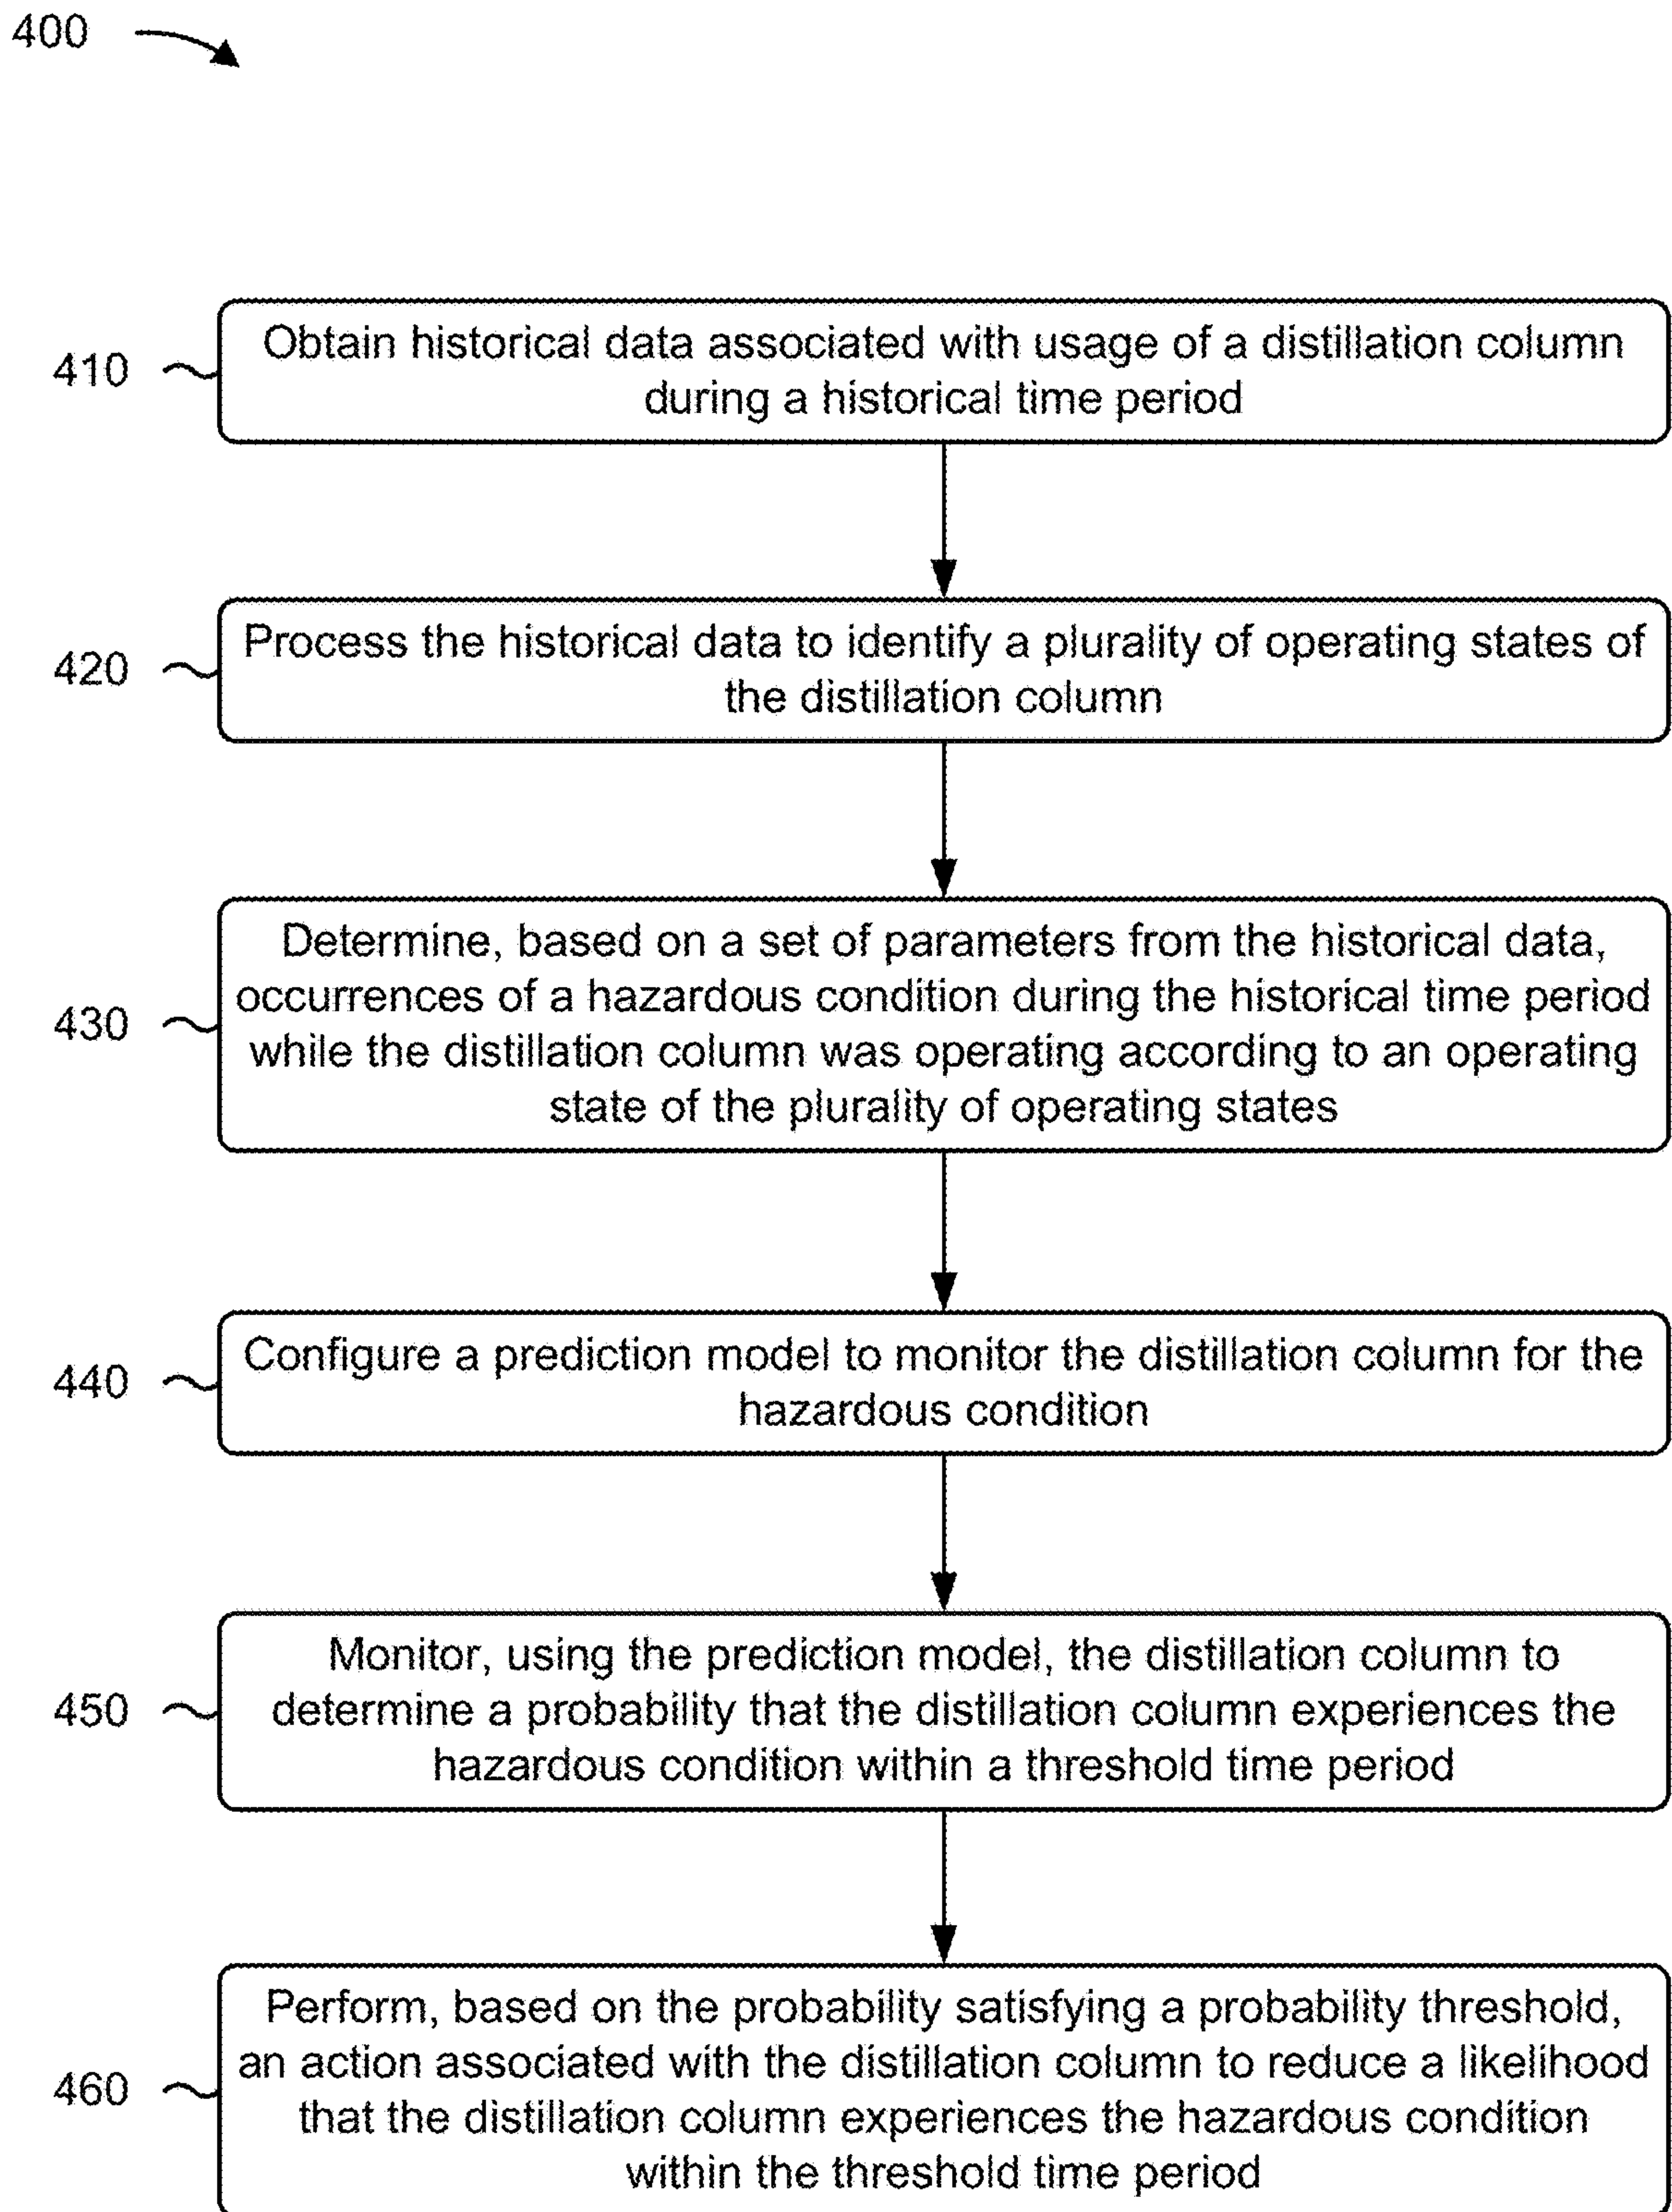 400
410
Obtain historical data associated with usage of a distillation column
during a historical time period
420
Process the historical data to identify a plurality of operating states of
the distillation column
430
Determine, based on a set of parameters from the historical data,
occurrences of a hazardous condition during the historical time period
while the distillation column was operating according to an operating
state of the plurality of operating states
440
Configure a prediction model to monitor the distillation column for the
hazardous condition
450
Monitor, using the prediction model, the distillation column to
determine a probability that the distillation column experiences the
hazardous condition within a threshold time period
460
Perform, based on the probability satisfying a probability threshold,
an action associated with the distillation column to reduce a likelihood
that the distillation column experiences the hazardous condition
within the threshold time period